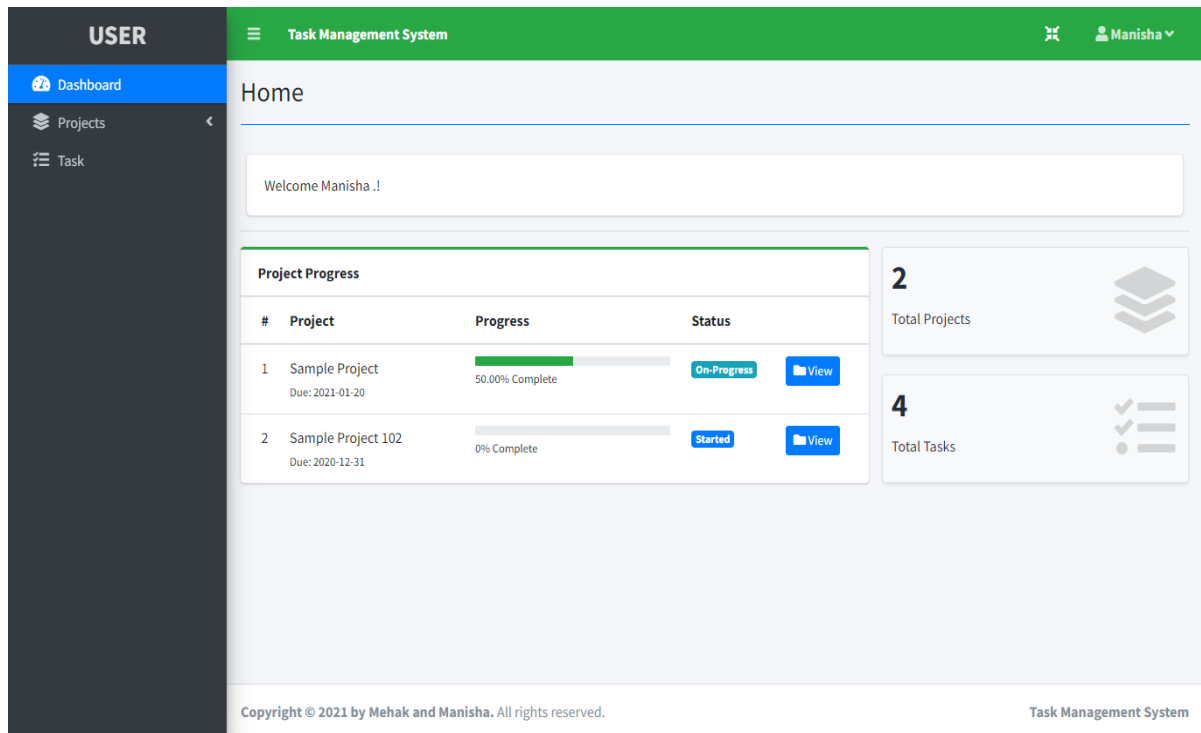 USER
Task Management System
Manisha
Dashboard
Projects
Task
Home
Welcome Manisha .!
Project Progress
# Project Progress Status
1 Sample Project 50.00% Complete On-Progress View
Due: 2021-01-20
2 Sample Project 102 0% Complete Started View
Due: 2020-12-31
2
Total Projects
4
Total Tasks
Copyright © 2021 by Mehak and Manisha. All rights reserved.
Task Management System